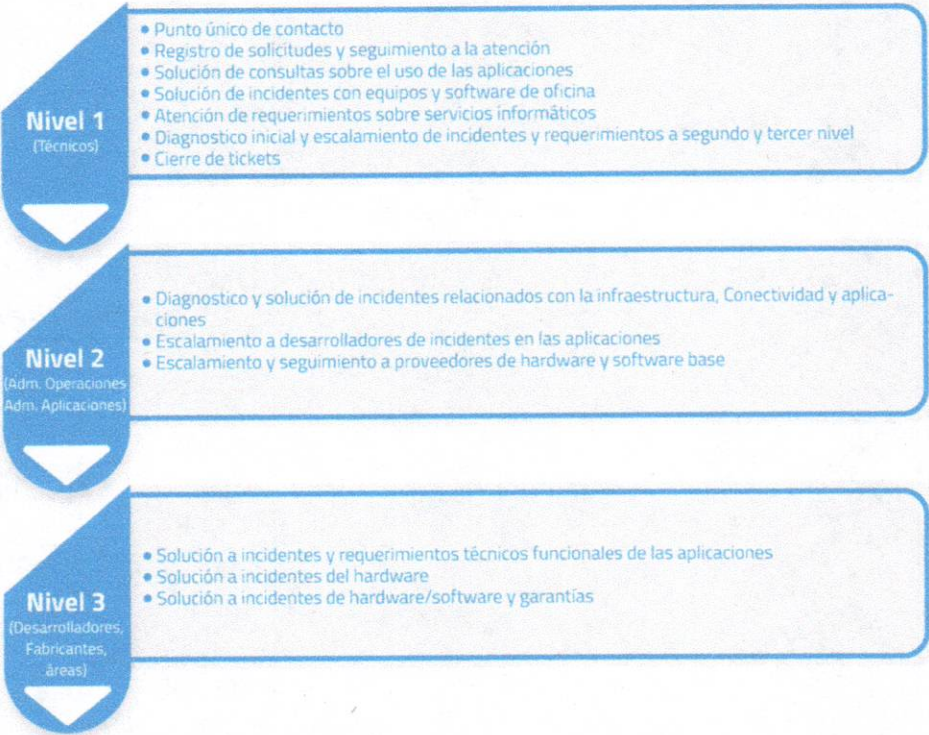 • Punto único de contacto
• Registro de solicitudes y seguimiento a la atención
• Solución de consultas sobre el uso de las aplicaciones
• Solución de incidentes con equipos y software de oficina
• Atención de requerimientos sobre servicios informáticos
• Diagnostico inicial y escalamiento de incidentes y requerimientos a segundo y tercer nivel
• Cierre de tickets
Nivel 1
(Técnicos)
• Diagnostico y solución de incidentes relacionados con la infraestructura, Conectividad y aplica-
ciones
• Escalamiento a desarrolladores de incidentes en las aplicaciones
• Escalamiento y seguimiento a proveedores de hardware y software base
Nivel 2
(Adm. Operaciones
Adm. Aplicaciones)
• Solución a incidentes y requerimientos técnicos funcionales de las aplicaciones
• Solución a incidentes del hardware
• Solución a incidentes de hardware/software y garantías
Nivel 3
(Desarrolladores,
Fabricantes,
áreas)